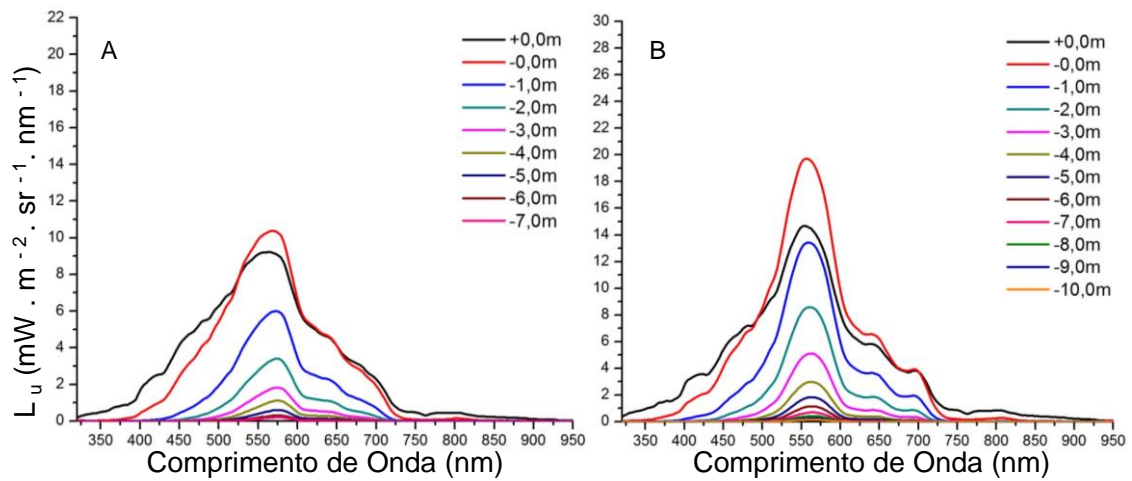 A
22
20
18
16
14
12
10
8
6
4
2
0
L u (mW . m -2 . sr -1 . nm -1)
+0,0m
-0,0m
-1,0m
-2,0m
-3,0m
-4,0m
-5,0m
-6,0m
-7,0m
350 400 450 500 550 600 650 700 750 800 850 900 950
Comprimento de Onda (nm)
B
30
28
26
24
22
20
18
16
14
12
10
8
6
4
2
0
+0,0m
-0,0m
-1,0m
-2,0m
-3,0m
-4,0m
-5,0m
-6,0m
-7,0m
-8,0m
-9,0m
-10,0m
350 400 450 500 550 600 650 700 750 800 850 900 950
Comprimento de Onda (nm)